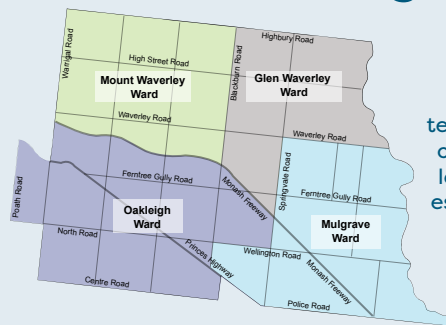 Highbury Road
Warrigal Road
High Street Road
Blackburn Road
Mount Waverley
Ward
Glen Waverley
Ward
Waverley Road
Waverley Road
Springvale Road
Poath Road
Ferntree Gully Road
Monash Freeway
Ferntree Gully Road
Oakleigh
Ward
Mulgrave
Ward
North Road
Princes Highway
Wellington Road
Monash Freeway
Centre Road
Police Road